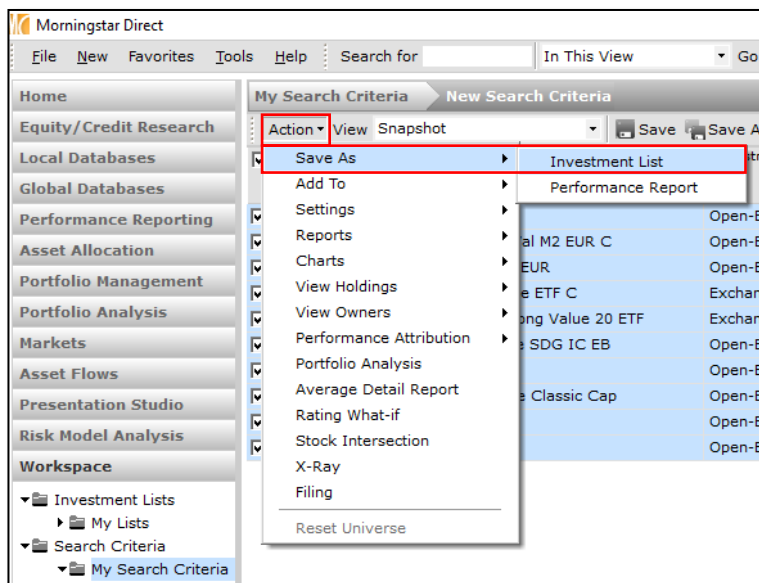 Morningstar Direct
File New Favorites Tools Help Search for In This View Go
Home
Equity/Credit Research
Local Databases
Global Databases
Performance Reporting
Asset Allocation
Portfolio Management
Portfolio Analysis
Markets
Asset Flows
Presentation Studio
Risk Model Analysis
Workspace
Investment Lists
My Lists
Search Criteria
My Search Criteria
My Search Criteria New Search Criteria
Action View Snapshot Save Save A
Save As
Add To
Settings
Reports
Charts
View Holdings
View Owners
Performance Attribution
Portfolio Analysis
Average Detail Report
Rating What-if
Stock Intersection
X-Ray
Filing
Reset Universe
Investment List
Performance Report
Open-E
al M2 EUR C Open-E
EUR Open-E
e ETF C Exchan
ong Value 20 ETF Exchan
SDG IC EB Open-E
Open-E
e Classic Cap Open-E
Open-E
Open-E